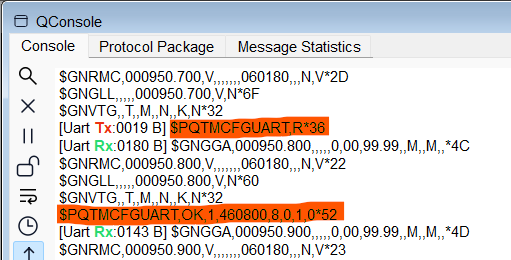 QConsole
Console Protocol Package Message Statistics
$GNRMC,000950.700,V,,,,,,,060180,,,N,V*2D
$GNGLL,,,,,000950.700,V,N*6F
$GNVTG,,T,,M,,N,,K,N*32
[Uart Tx:0019 B] $PQTMCFGUART,R*36
[Uart Rx:0180 B] $GNGGA,000950.800,,,,,0,00,99.99,,M,,M,,*4C
$GNRMC,000950.800,V,,,,,,,060180,,,N,V*22
$GNGLL,,,,,000950.800,V,N*60
$GNVTG,,T,,M,,N,,K,N*32
$PQTMCFGUART,OK,1,460800,8,0,1,0*52
[Uart Rx:0143 B] $GNGGA,000950.900,,,,,0,00,99.99,,M,,M,,*4D
$GNRMC,000950.900,V,,,,,,,060180,,,N,V*23